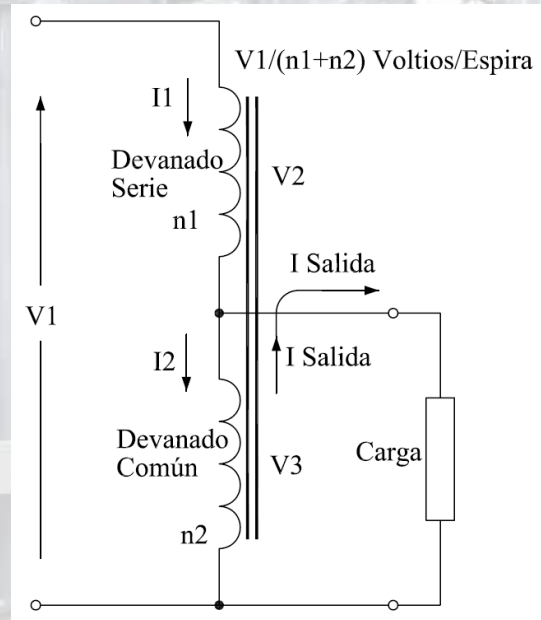 V1/(n1+n2) Voltios/Espira
I1
Devanado
Serie
n1
V2
I Salida
V1
I2
I Salida
Devanado
Común
V3
Carga
n2